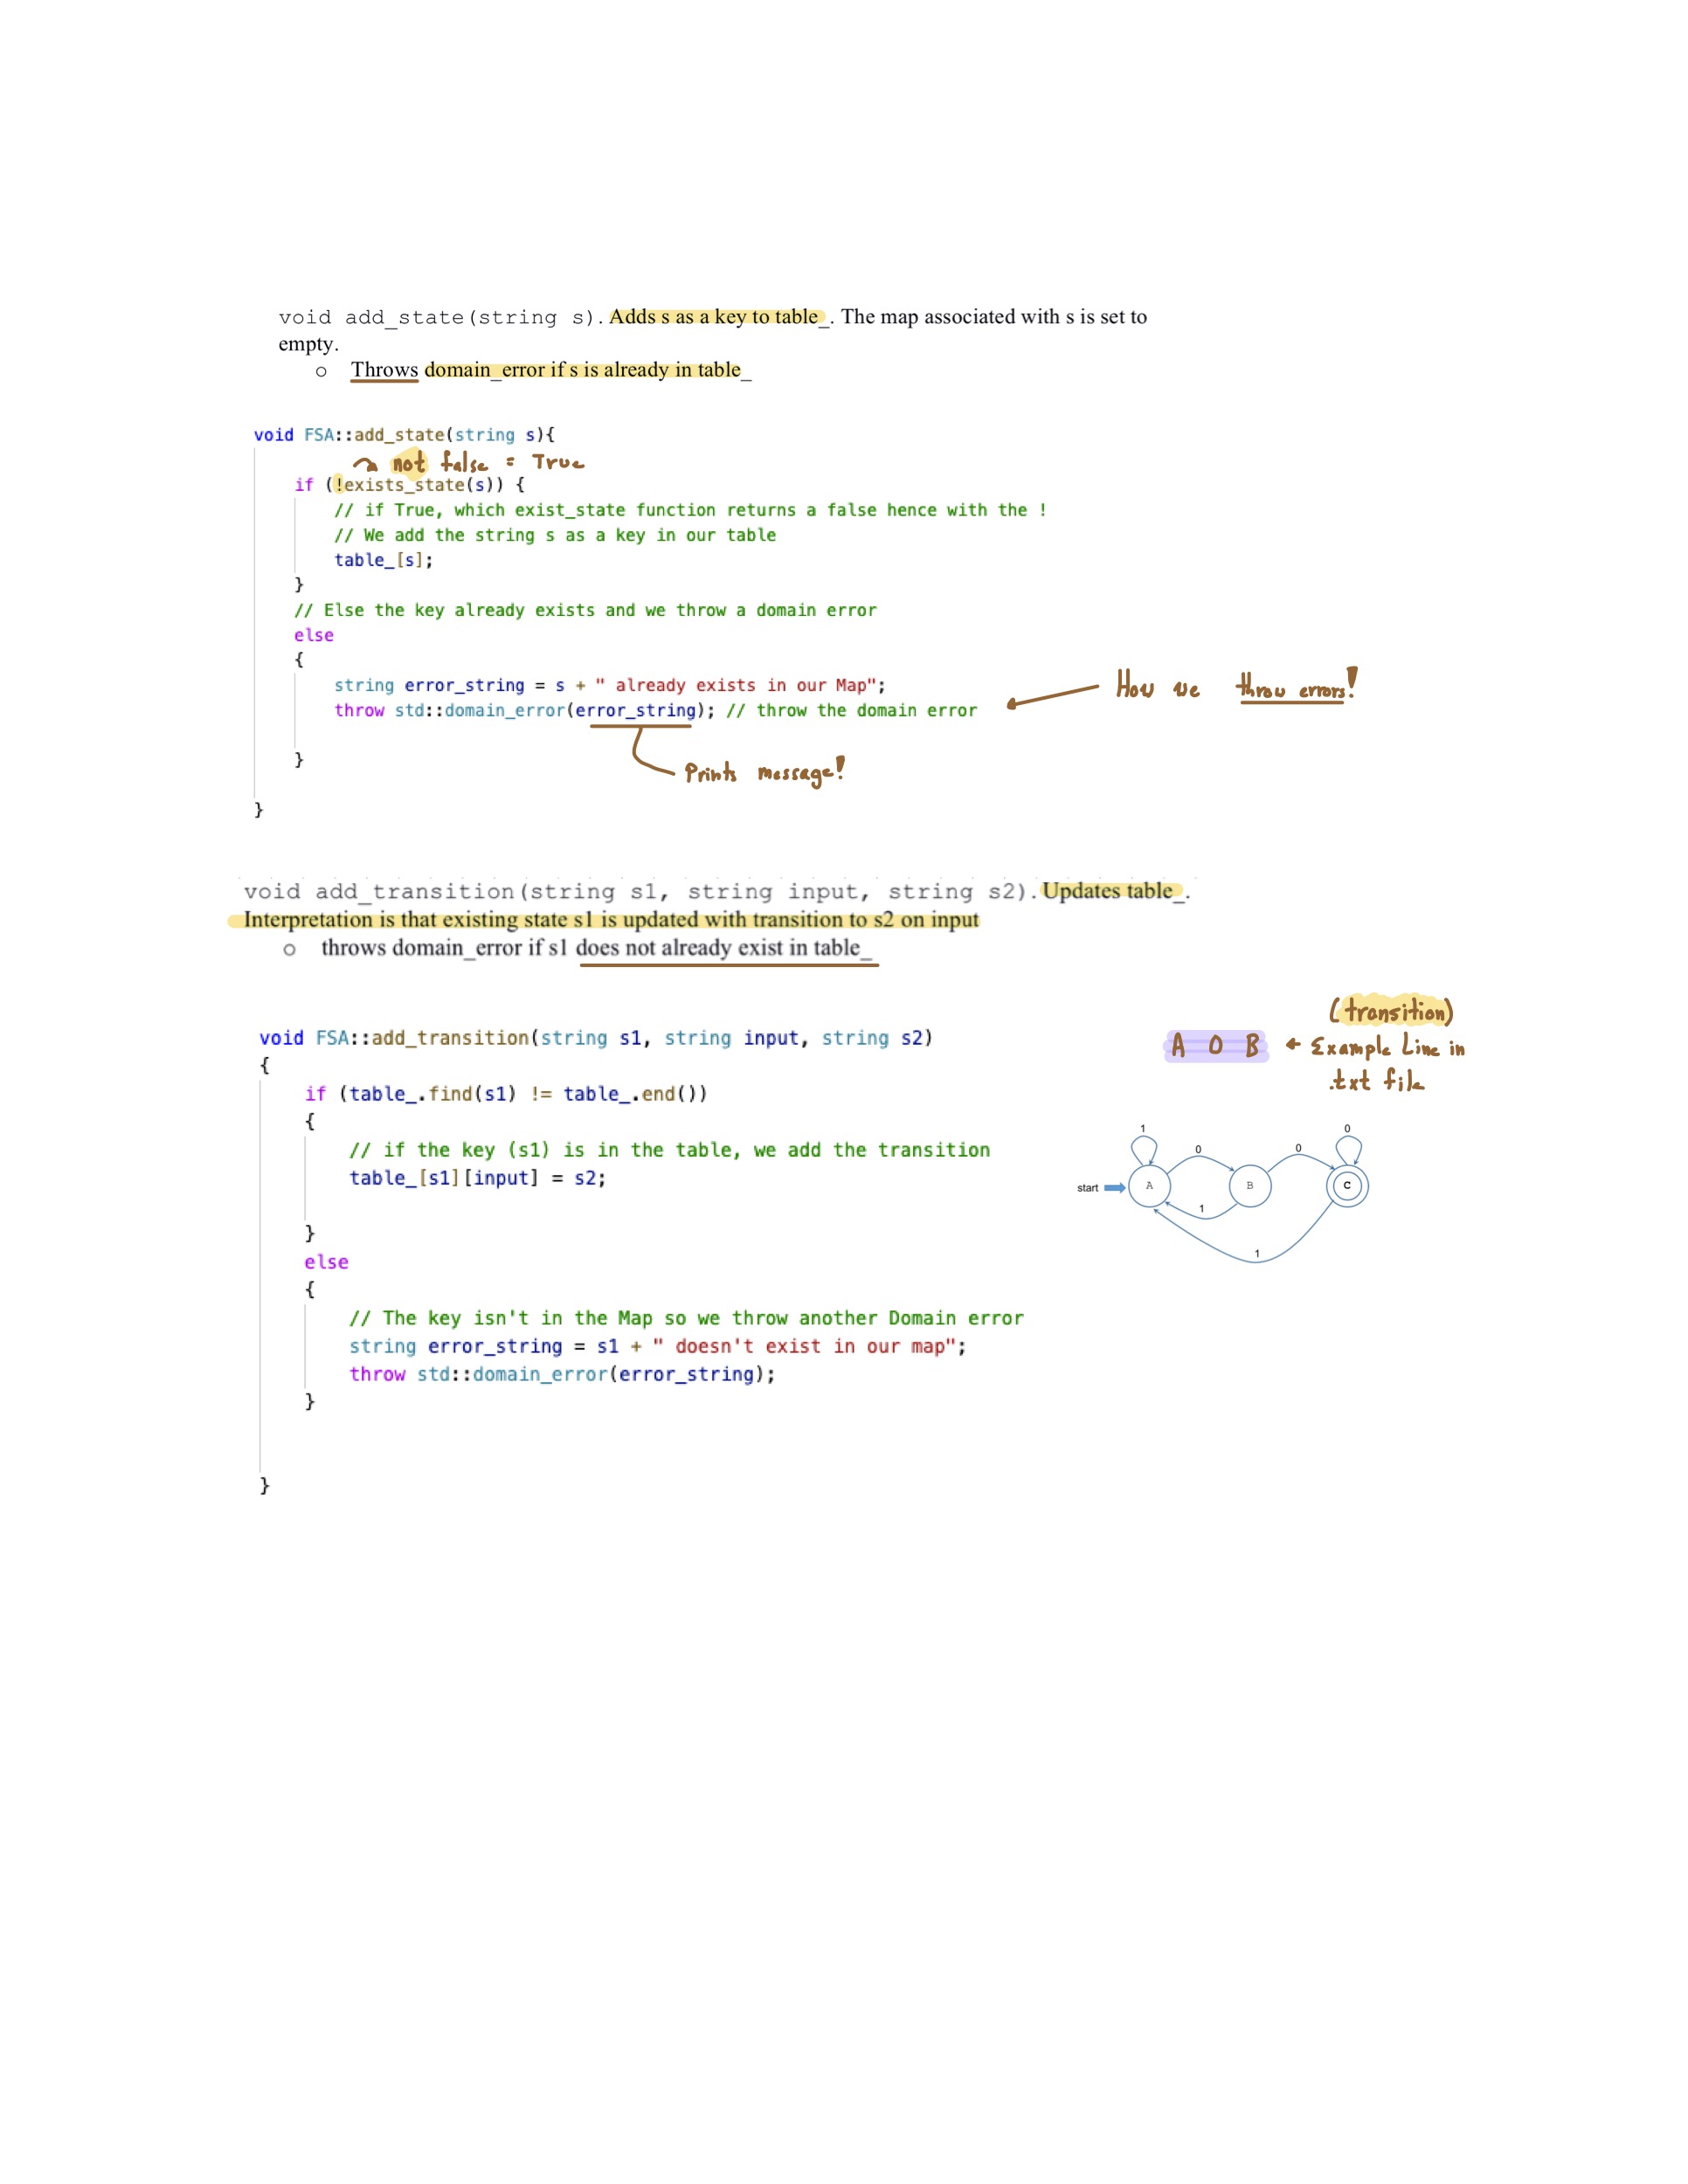 void add_state(string s). Adds s as a key to table_. The map associated with s is set to
empty.
o Throws domain_error if s is already in table_
void FSA::add_state(string s){
not false = True
if (!exists_state(s)) {
// if True, which exist_state function returns a false hence with the !
// We add the string s as a key in our table
table_[s];
}
// Else the key already exists and we throw a domain error
else
{
string error_string = s + " already exists in our Map";
throw std::domain_error(error_string); // throw the domain error
How we throw errors!
}
Prints message!
}
void add_transition(string s1, string input, string s2). Updates table_.
Interpretation is that existing state s1 is updated with transition to s2 on input
o throws domain_error if s1 does not already exist in table_
void FSA::add_transition(string s1, string input, string s2)
{
if (table_.find(s1) != table_.end())
{
// if the key (s1) is in the table, we add the transition
table_[s1][input] = s2;
}
else
{
// The key isn't in the Map so we throw another Domain error
string error_string = s1 + " doesn't exist in our map";
throw std::domain_error(error_string);
}
}
(transition)
A 0 B ← Example Line in
.txt file
1 0
0 0
start A B C
1
1